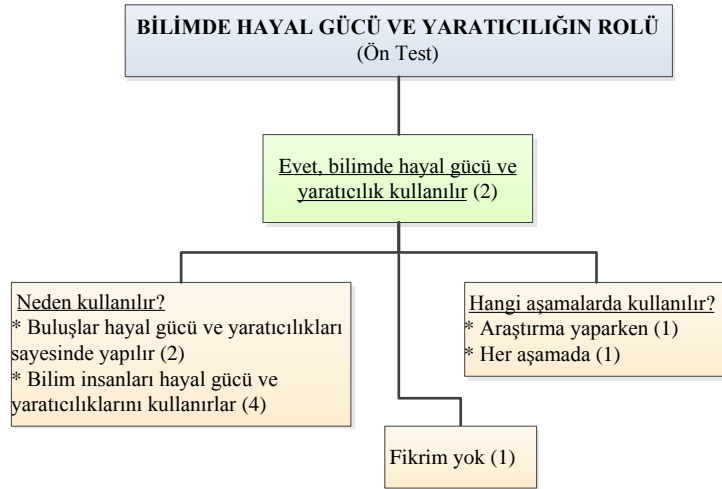 BİLİMDE HAYAL GÜCÜ VE YARATICILIĞIN ROLÜ
(Ön Test)
Evet, bilimde hayal gücü ve
yaratıcılık kullanılır (2)
Neden kullanılır?
* Buluşlar hayal gücü ve yaratıcılıkları
sayesinde yapılır (2)
* Bilim insanları hayal gücü ve
yaratıcılıklarını kullanırlar (4)
Hangi aşamalarda kullanılır?
* Araştırma yaparken (1)
* Her aşamada (1)
Fikrim yok (1)